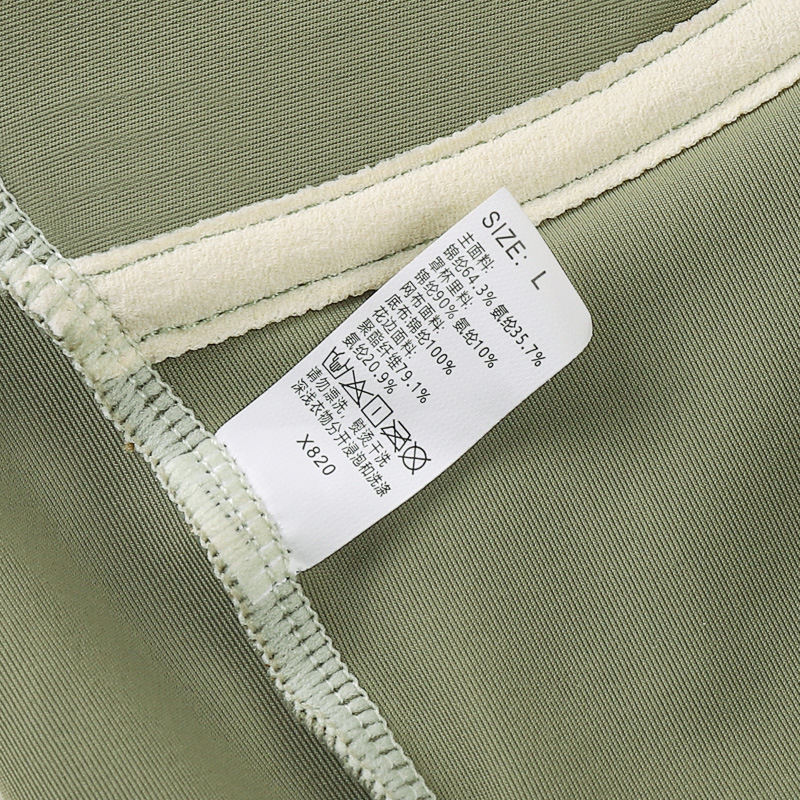 SIZE: L
主面料:
锦纶64.3% 氨纶35.7%
罩杯里料:
锦纶90% 氨纶10%
网布面料:
底布锦纶100%
花边面料:
聚酯纤维79.1%
氨纶20.9%
请勿漂洗，熨烫干洗
深浅衣物分开浸泡和洗涤
X820